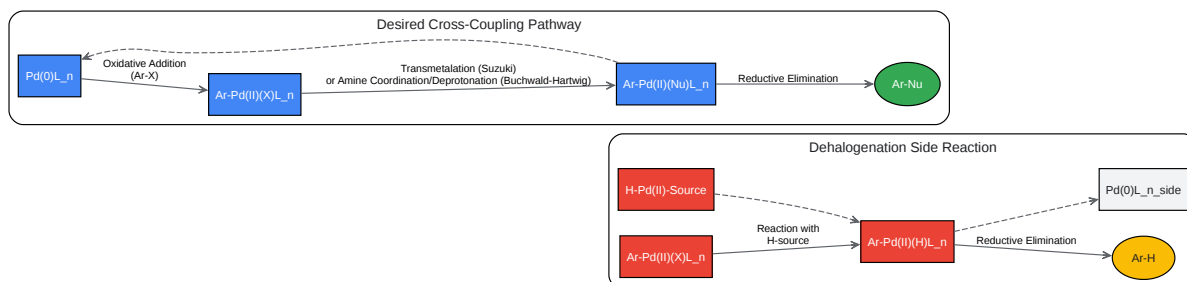 Desired Cross-Coupling Pathway
Pd(0)L_n
Oxidative Addition
(Ar-X)
Ar-Pd(II)(X)L_n
Transmetalation (Suzuki)
or Amine Coordination/Deprotonation (Buchwald-Hartwig)
Ar-Pd(II)(Nu)L_n
Reductive Elimination
Ar-Nu
Dehalogenation Side Reaction
H-Pd(II)-Source
Ar-Pd(II)(X)L_n
Reaction with
H-source
Ar-Pd(II)(H)L_n
Pd(0)L_n_side
Reductive Elimination
Ar-H